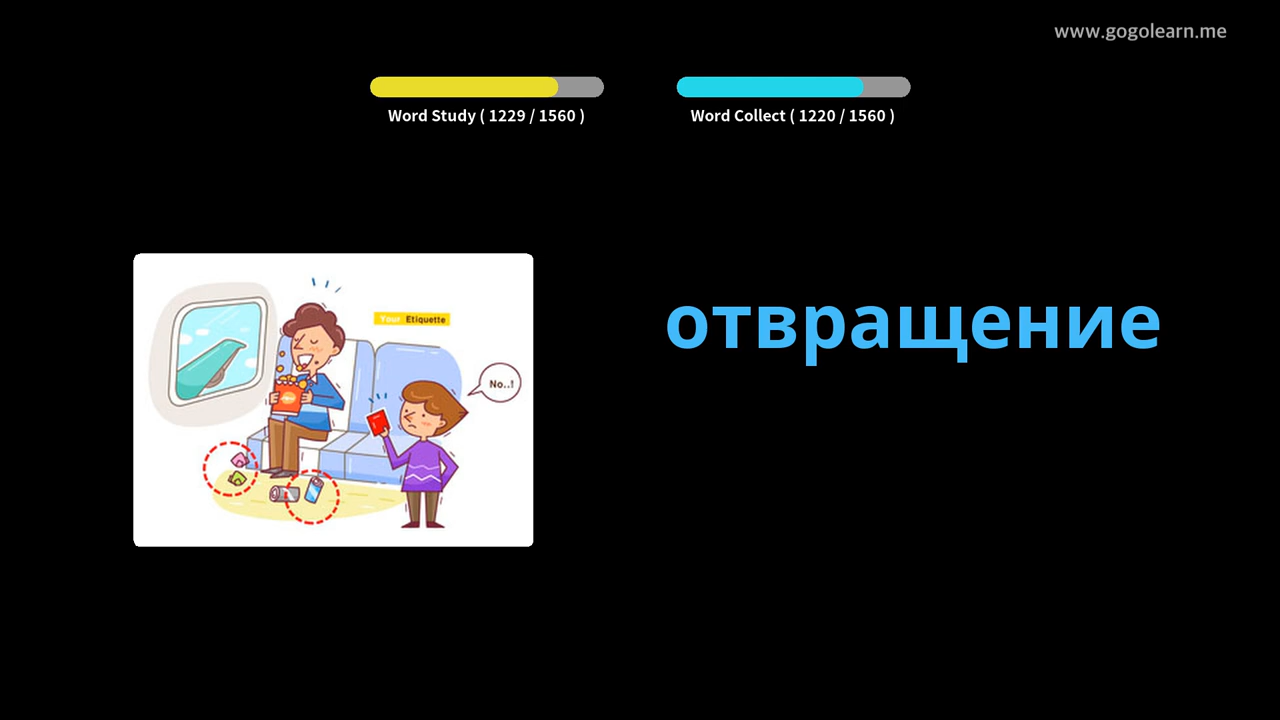 www.gogolearn.me
Word Study ( 1229 / 1560 )
Word Collect ( 1220 / 1560 )
отвращение
Your Etiquette
No..!